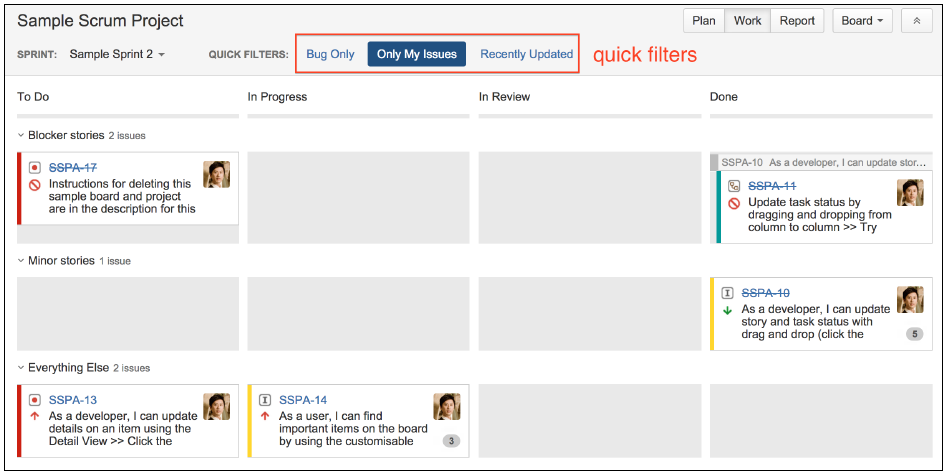 Sample Scrum Project
Plan Work Report Board
SPRINT: Sample Sprint 2 QUICK FILTERS: Bug Only Only My Issues Recently Updated quick filters
To Do In Progress In Review Done
Blocker stories 2 issues
SSPA-17
Instructions for deleting this
sample board and project
are in the description for this
SSPA-10 As a developer, I can update stor...
SSPA-11
Update task status by
dragging and dropping from
column to column >> Try
Minor stories 1 issue
SSPA-10
As a developer, I can update
story and task status with
drag and drop (click the
5
Everything Else 2 issues
SSPA-13
As a developer, I can update
details on an item using the
Detail View >> Click the
SSPA-14
As a user, I can find
important items on the board
by using the customisable
3